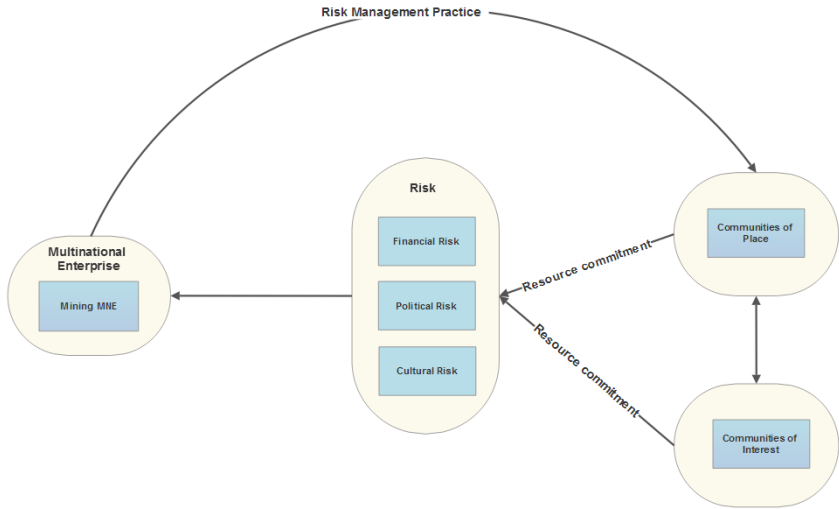 Risk Management Practice
Risk
Financial Risk
Political Risk
Cultural Risk
Multinational
Enterprise
Mining MNE
Resource commitment
Resource commitment
Communities of
Place
Communities of
Interest